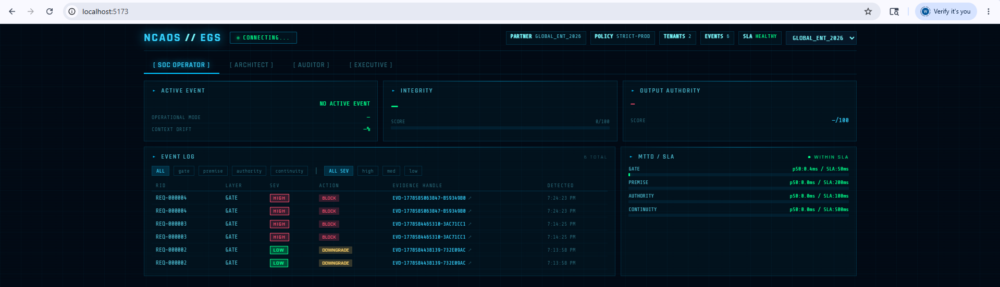 localhost:5173
Verify it's you
NCAOS // EGS
CONNECTING...
PARTNER GLOBAL_ENT_2026
POLICY STRICT-PROD
TENANTS 2
EVENTS 6
SLA HEALTHY
GLOBAL_ENT_2026
[ SOC OPERATOR ]
[ ARCHITECT ]
[ AUDITOR ]
[ EXECUTIVE ]
ACTIVE EVENT
NO ACTIVE EVENT
OPERATIONAL MODE —
CONTEXT DRIFT —%
INTEGRITY
—
SCORE 0/100
OUTPUT AUTHORITY
—
SCORE —/100
EVENT LOG 6 TOTAL
ALL gate premise authority continuity | ALL SEV high med low
RID LAYER SEV ACTION EVIDENCE HANDLE DETECTED
REQ-000004 GATE HIGH BLOCK EVD-1778585063847-B59349B0 ↗ 7:24:23 PM
REQ-000004 GATE HIGH BLOCK EVD-1778585063847-B59349B0 ↗ 7:24:23 PM
REQ-000003 GATE HIGH BLOCK EVD-1778584465310-3AC71CC1 ↗ 7:14:25 PM
REQ-000003 GATE HIGH BLOCK EVD-1778584465310-3AC71CC1 ↗ 7:14:25 PM
REQ-000002 GATE LOW DOWNGRADE EVD-1778584438139-732E09AC ↗ 7:13:58 PM
REQ-000002 GATE LOW DOWNGRADE EVD-1778584438139-732E09AC ↗ 7:13:58 PM
MTTD / SLA ● WITHIN SLA
GATE p50:0.4ms / SLA:50ms
PREMISE p50:0.0ms / SLA:200ms
AUTHORITY p50:0.0ms / SLA:100ms
CONTINUITY p50:0.0ms / SLA:500ms